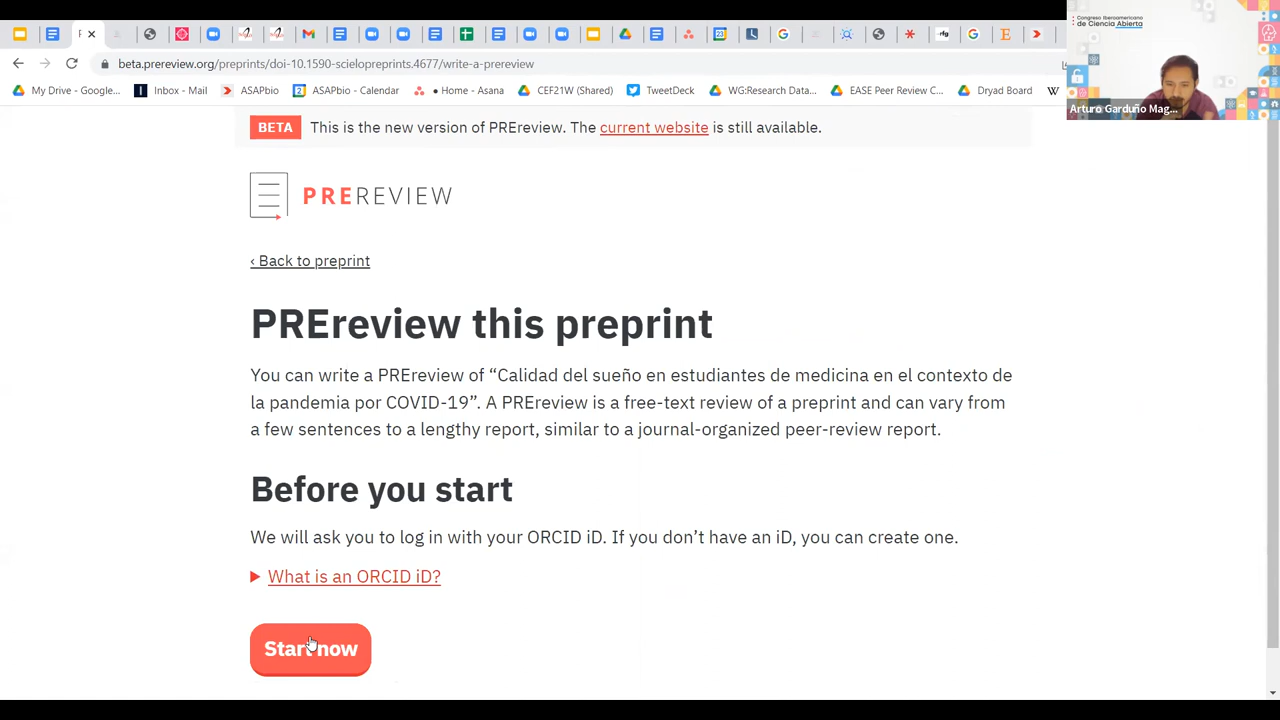 beta.prereview.org/preprints/doi-10.1590-scielopreprints.4677/write-a-prereview
My Drive - Google...
Inbox - Mail
ASAPbio
ASAPbio - Calendar
• Home - Asana
CEF21W (Shared)
TweetDeck
WG:Research Data...
EASE Peer Review C...
Dryad Board
Congreso Iberoamericano
de Ciencia Abierta
Arturo Garduño Mag...
BETA This is the new version of PREreview. The current website is still available.
PREREVIEW
‹ Back to preprint
PREreview this preprint
You can write a PREreview of “Calidad del sueño en estudiantes de medicina en el contexto de
la pandemia por COVID-19”. A PREreview is a free-text review of a preprint and can vary from
a few sentences to a lengthy report, similar to a journal-organized peer-review report.
Before you start
We will ask you to log in with your ORCID iD. If you don’t have an iD, you can create one.
What is an ORCID iD?
Start now